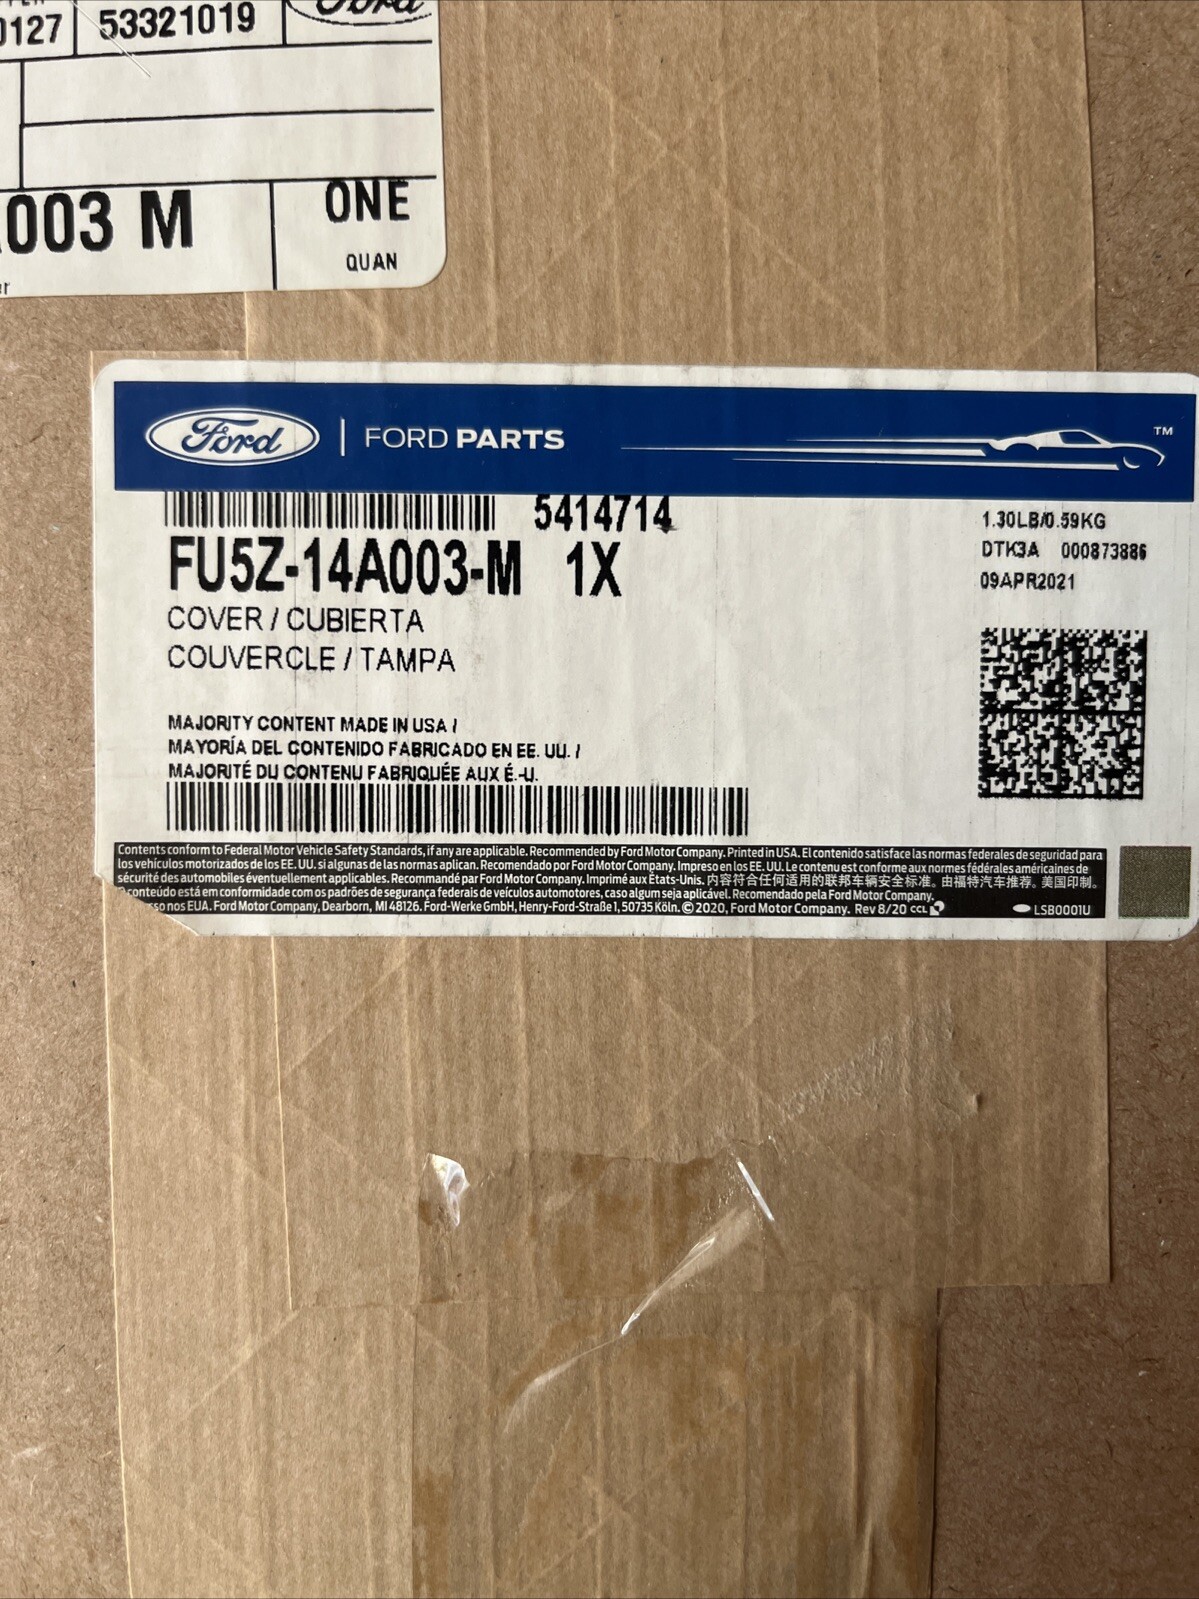 0127
53321019
Ford
003 M
ONE
QUAN
Ford | FORD PARTS
TM
5414714
1.30LB/0.59KG
FU5Z-14A003-M 1X
DTK3A 000873886
09APR2021
COVER / CUBIERTA
COUVERCLE / TAMPA
MAJORITY CONTENT MADE IN USA /
MAYORÍA DEL CONTENIDO FABRICADO EN EE. UU. /
MAJORITÉ DU CONTENU FABRIQUÉE AUX É.-U.
Contents conform to Federal Motor Vehicle Safety Standards, if any are applicable. Recommended by Ford Motor Company. Printed in USA. El contenido satisface las normas federales de seguridad para
los vehículos motorizados de los EE. UU. si algunas de las normas aplican. Recomendado por Ford Motor Company. Impreso en los EE. UU. Le contenu est conforme aux normes fédérales américaines de
sécurité des automobiles éventuellement applicables. Recommandé par Ford Motor Company. Imprimé aux États-Unis. 内容符合任何适用的联邦车辆安全标准。由福特汽车推荐。美国印制。
conteúdo está em conformidade com os padrões de segurança federais de veículos automotores, caso algum seja aplicável. Recomendado pela Ford Motor Company.
sso nos EUA. Ford Motor Company, Dearborn, MI 48126. Ford-Werke GmbH, Henry-Ford-Straße 1, 50735 Köln. © 2020, Ford Motor Company. Rev 8/20 CCL
LSB0001U